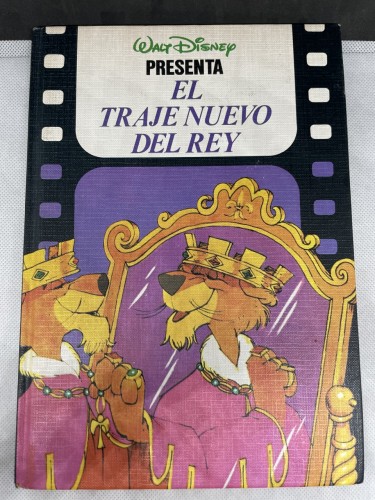 WALT DISNEY
PRESENTA
EL
TRAJE NUEVO
DEL REY